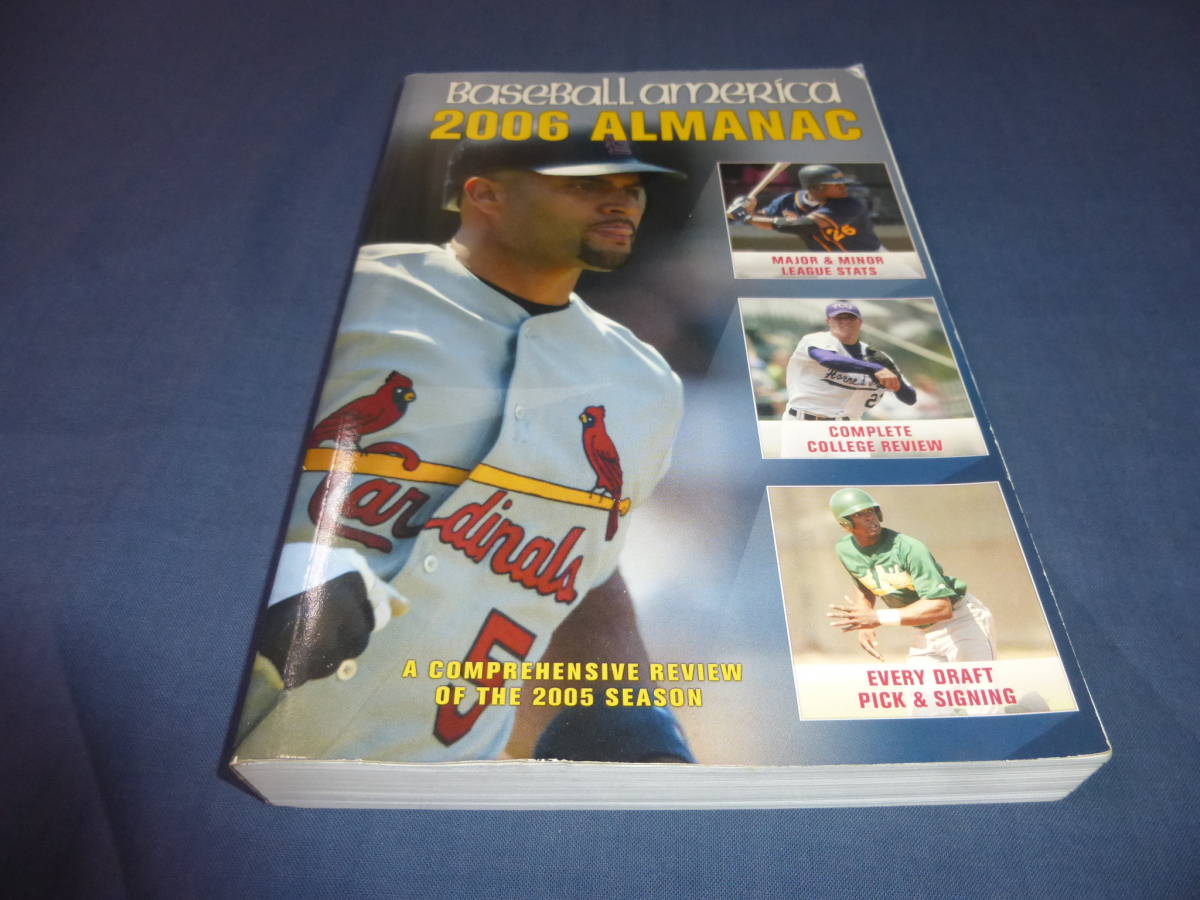 Baseball america
2006 ALMANAC
26
MAJOR & MINOR
LEAGUE STATS
COMPLETE
COLLEGE REVIEW
Cardinals
5
A COMPREHENSIVE REVIEW
OF THE 2005 SEASON
EVERY DRAFT
PICK & SIGNING